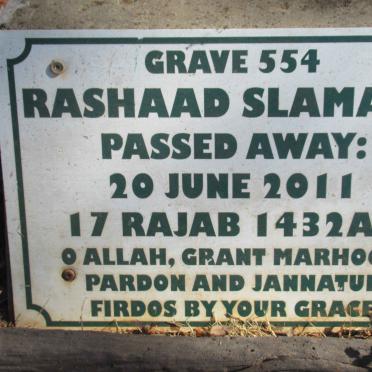 GRAVE 554
RASHAAD SLAMA
PASSED AWAY:
20 JUNE 2011
17 RAJAB 1432A
O ALLAH, GRANT MARHOO
PARDON AND JANNATUL
FIRDOS BY YOUR GRACE